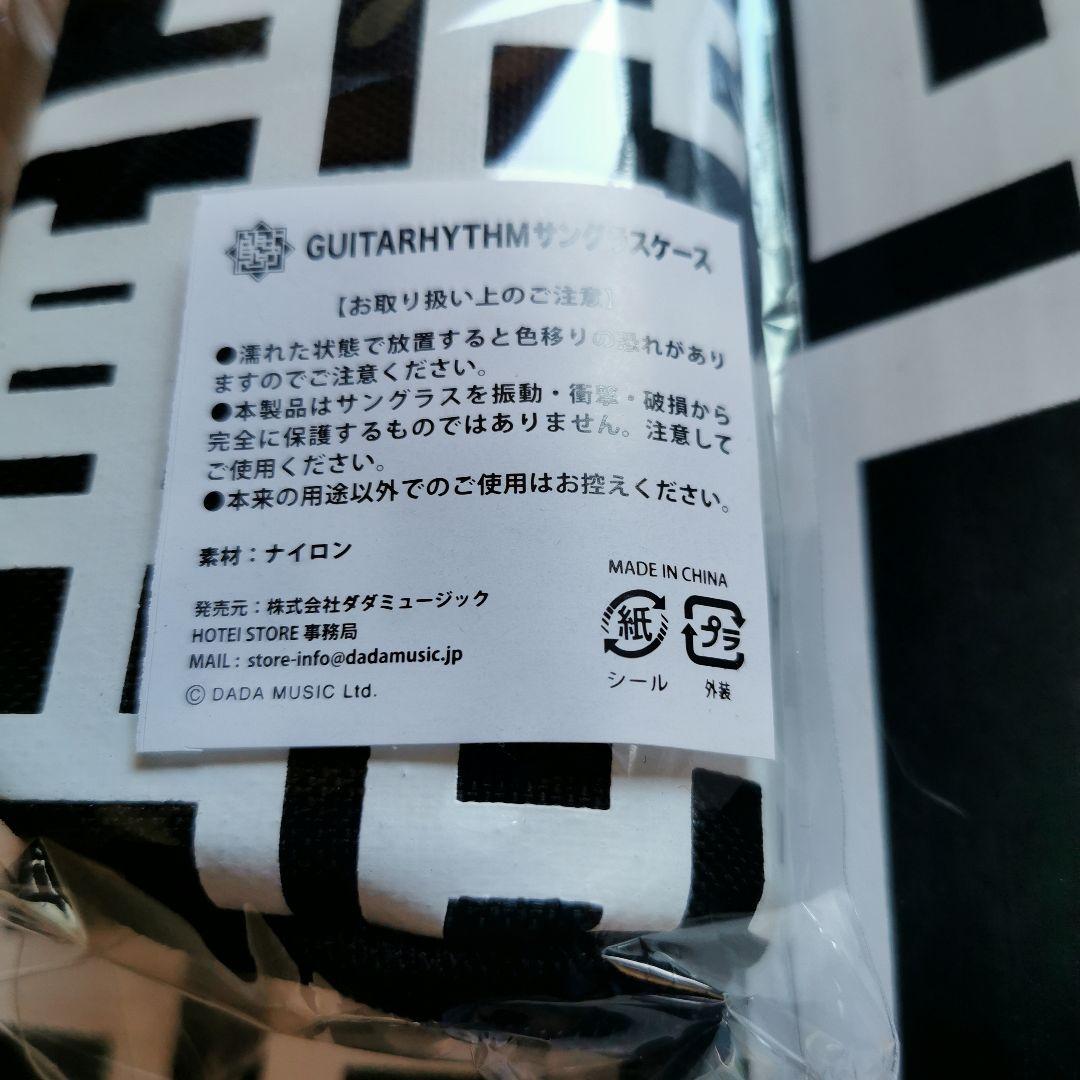 GUITARHYTHMサングラスケース
【お取り扱い上のご注意】
●濡れた状態で放置すると色移りの恐れがあり
ますのでご注意ください。
●本製品はサングラスを振動・衝撃・破損から
完全に保護するものではありません。注意して
ご使用ください。
●本来の用途以外でのご使用はお控えください。
素材：ナイロン
発売元：株式会社ダダミュージック
HOTEI STORE 事務局
MAIL : store-info@dadamusic.jp
© DADA MUSIC Ltd.
MADE IN CHINA
紙 プラ
シール 外装